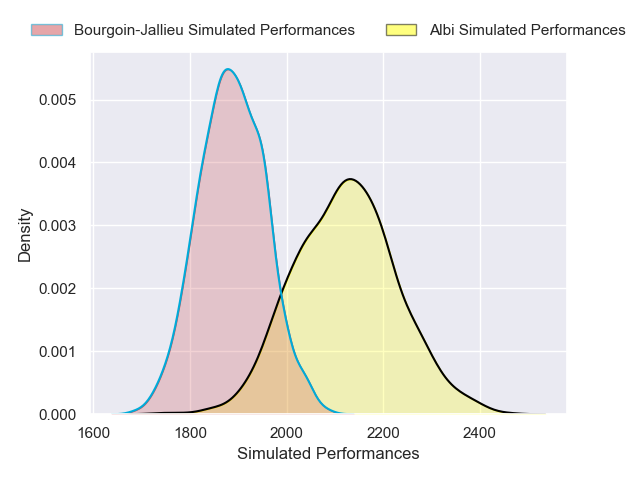 Bourgoin-Jallieu Simulated Performances
Albi Simulated Performances
0.005
0.004
0.003
0.002
0.001
0.000
Density
1600 1800 2000 2200 2400
Simulated Performances